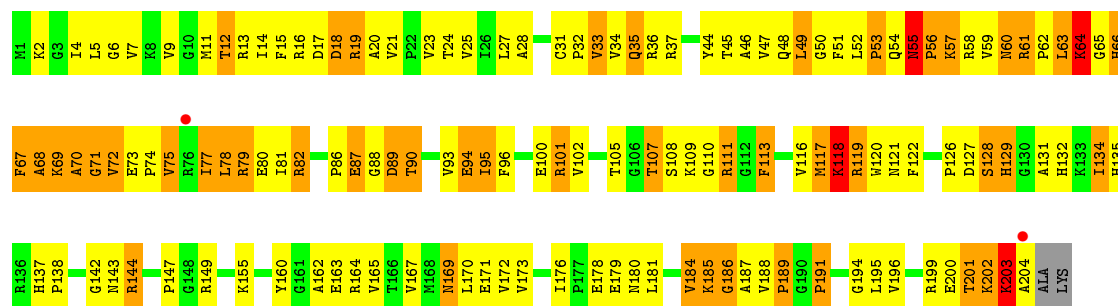 M1 K2 G3 I4 L5 G6 V7 K8 V9 G10 M11 T12 R13 I14 F15 R16 D17 D18 R19 A20 V21 P22 V23 T24 V25 I26 L27 A28 C31 P32 V33 V34 Q35 R36 R37 Y44 T45 A46 V47 Q48 L49 G50 F51 L52 P53 Q54 N55 P56 K57 R58 V59 N60 R61 P62 L63 K64 G65 H66
F67 A68 K69 A70 G71 V72 E73 P74 V75 R76 I77 L78 R79 E80 I81 R82 P86 E87 G88 D89 T90 V93 E94 I95 F96 E100 R101 V102 T105 G106 T107 S108 K109 G110 R111 G112 F113 V116 M117 K118 R119 W120 N121 F122 P126 D127 S128 H129 G130 A131 H132 K133 I134 H135
R136 H137 P138 G142 N143 R144 P147 G148 R149 K155 Y160 G161 A162 E163 R164 V165 T166 V167 M168 N169 L170 E171 V172 V173 I176 P177 E178 E179 N180 L181 V184 K185 G186 A187 V188 P189 G190 P191 G194 L195 V196 R199 E200 T201 K202 K203 A204 ALA LYS